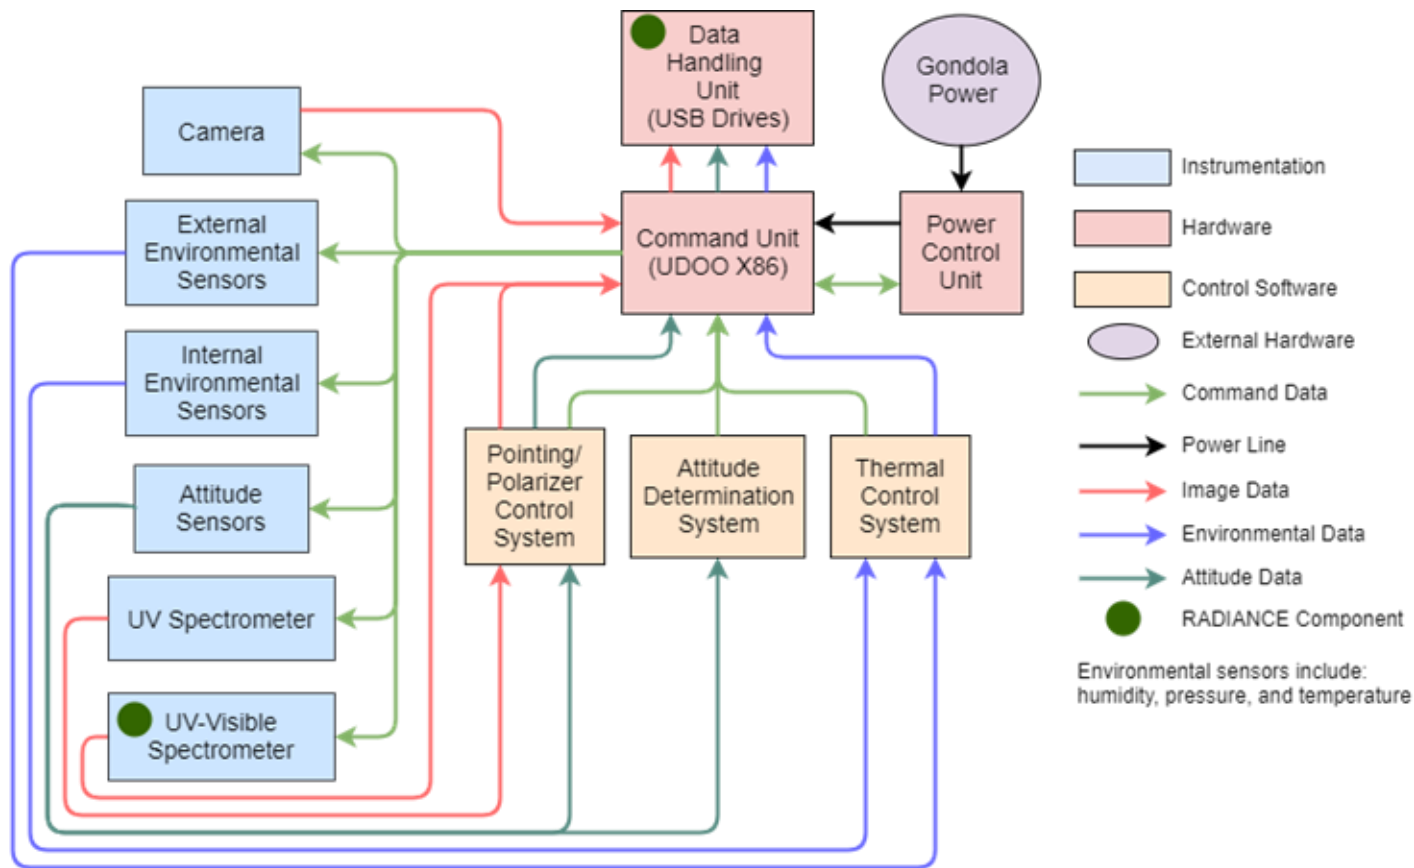 Data
Handling
Unit
(USB Drives)
Gondola
Power
Camera
External
Environmental
Sensors
Command Unit
(UDOO X86)
Power
Control
Unit
Internal
Environmental
Sensors
Attitude
Sensors
Pointing/
Polarizer
Control
System
Attitude
Determination
System
Thermal
Control
System
UV Spectrometer
UV-Visible
Spectrometer
Instrumentation
Hardware
Control Software
External Hardware
Command Data
Power Line
Image Data
Environmental Data
Attitude Data
RADIANCE Component
Environmental sensors include:
humidity, pressure, and temperature